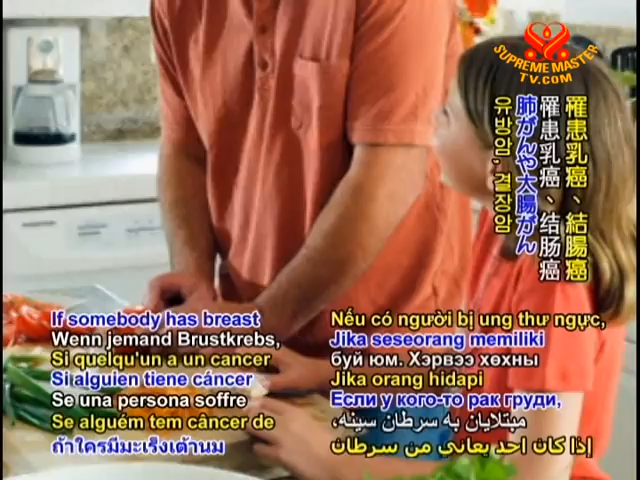 SUPREME MASTER
TV.COM
罹患乳癌、結腸癌
罹患乳癌、结肠癌
肺がんや大腸がん
유방암, 결장암
If somebody has breast
Wenn jemand Brustkrebs,
Si quelqu'un a un cancer
Si alguien tiene cáncer
Se una persona soffre
Se alguém tem câncer de
ถ้าใครมีมะเร็งเต้านม
Nếu có người bị ung thư ngực,
Jika seseorang memiliki
буй юм. Хэрвээ хөхны
Jika orang hidapi
Если у кого-то рак груди,
مبتلایان به سرطان سینه،
إذا كان احد يعاني من سرطان